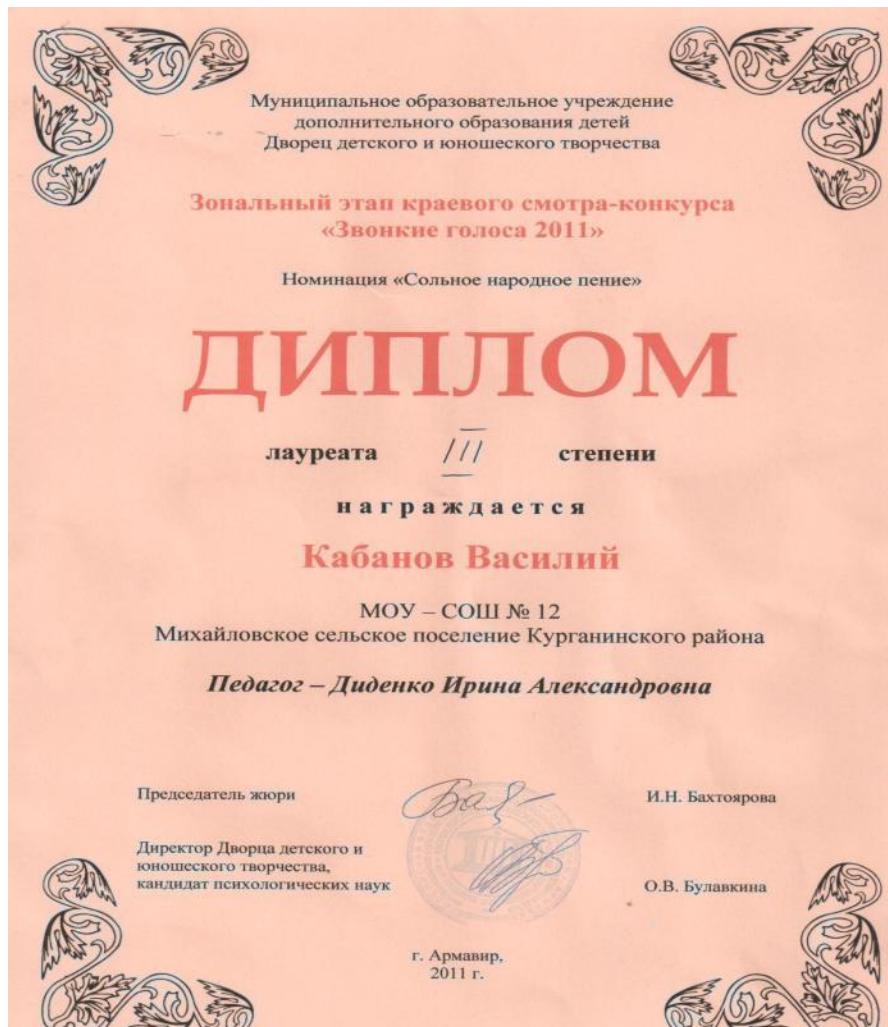 Муниципальное образовательное учреждение
дополнительного образования детей
Дворец детского и юношеского творчества
Зональный этап краевого смотра-конкурса
«Звонкие голоса 2011»
Номинация «Сольное народное пение»
ДИПЛОМ
лауреата III степени
награждается
Кабанов Василий
МОУ – СОШ № 12
Михайловское сельское поселение Курганинского района
Педагог – Диденко Ирина Александровна
Председатель жюри И.Н. Бахтоярова
Директор Дворца детского и
юношеского творчества,
кандидат психологических наук О.В. Булавкина
г. Армавир,
2011 г.